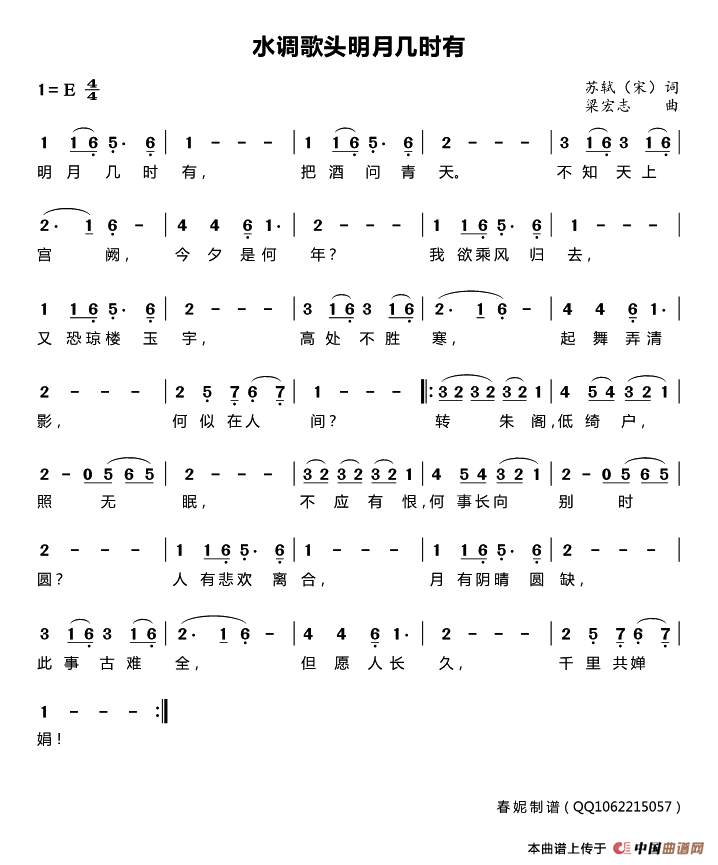 水调歌头明月几时有
1=E 4/4
苏轼（宋）词
梁宏志 曲
1 1 6 5· 6 | 1 - - - | 1 1 6 5· 6 | 2 - - - | 3 1 6 3 1 6 |
明月几时有， 把酒问青天。 不知天上
2· 1 6 - | 4 4 6 1· | 2 - - - | 1 1 6 5· 6 | 1 - - - |
宫阙， 今夕是何年？ 我欲乘风归去，
1 1 6 5· 6 | 2 - - - | 3 1 6 3 1 6 | 2· 1 6 - | 4 4 6 1· |
又恐琼楼玉宇， 高处不胜寒， 起舞弄清
2 - - - | 2 5 7 6 7 | 1 - - - |: 3 2 3 2 3 2 1 | 4 5 4 3 2 1 |
影， 何似在人间？ 转朱阁，低绮户，
2 - 0 5 6 5 | 2 - - - | 3 2 3 2 3 2 1 | 4 5 4 3 2 1 | 2 - 0 5 6 5 |
照无眠， 不应有恨，何事长向别时
2 - - - | 1 1 6 5· 6 | 2 - - - | 1 1 6 5· 6 | 2 - - - |
圆？ 人有悲欢离合， 月有阴晴圆缺，
3 1 6 3 1 6 | 2· 1 6 - | 4 4 6 1· | 2 - - - | 2 5 7 6 7 |
此事古难全， 但愿人长久， 千里共婵
1 - - - :|
娟！
春妮制谱（QQ1062215057）
本曲谱上传于 中国曲谱网